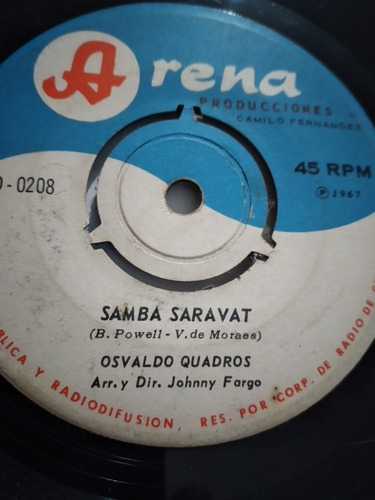 Arena
PRODUCCIONES
CAMILO FERNANDEZ
45 RPM
0-0208
Ⓟ 1967
SAMBA SARAVAT
(B. Powell - V. de Moraes)
OSVALDO QUADROS
Arr. y Dir. Johnny Fargo
BLICA Y RADIODIFUSION, RES. POR CORP. DE RADIO DE